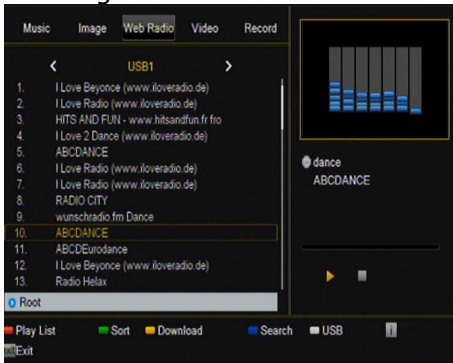 Music Image Web Radio Video Record
USB1
1. I Love Beyonce (www.iloveradio.de)
2. I Love Radio (www.iloveradio.de)
3. HITS AND FUN - www.hitsandfun.fr fro
4. I Love 2 Dance (www.iloveradio.de)
5. ABCDANCE
6. I Love Radio (www.iloveradio.de)
7. I Love Radio (www.iloveradio.de)
8. RADIO CITY
9. wunschradio.fm Dance
10. ABCDANCE
11. ABCDEurodance
12. I Love Beyonce (www.iloveradio.de)
13. Radio Helax
Root
dance
ABCDANCE
Play List Sort Download Search USB i
Exit